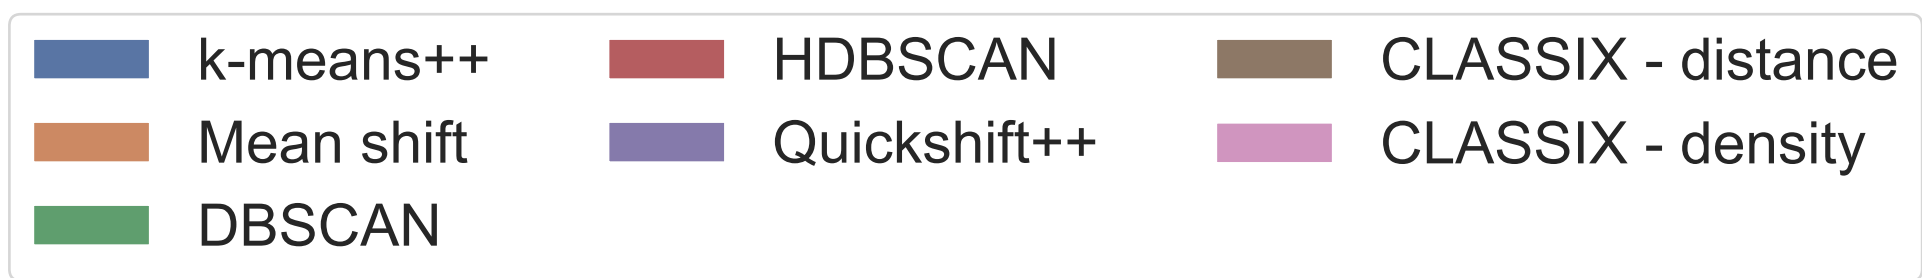 k-means++
Mean shift
DBSCAN
HDBSCAN
Quickshift++
CLASSIX - distance
CLASSIX - density